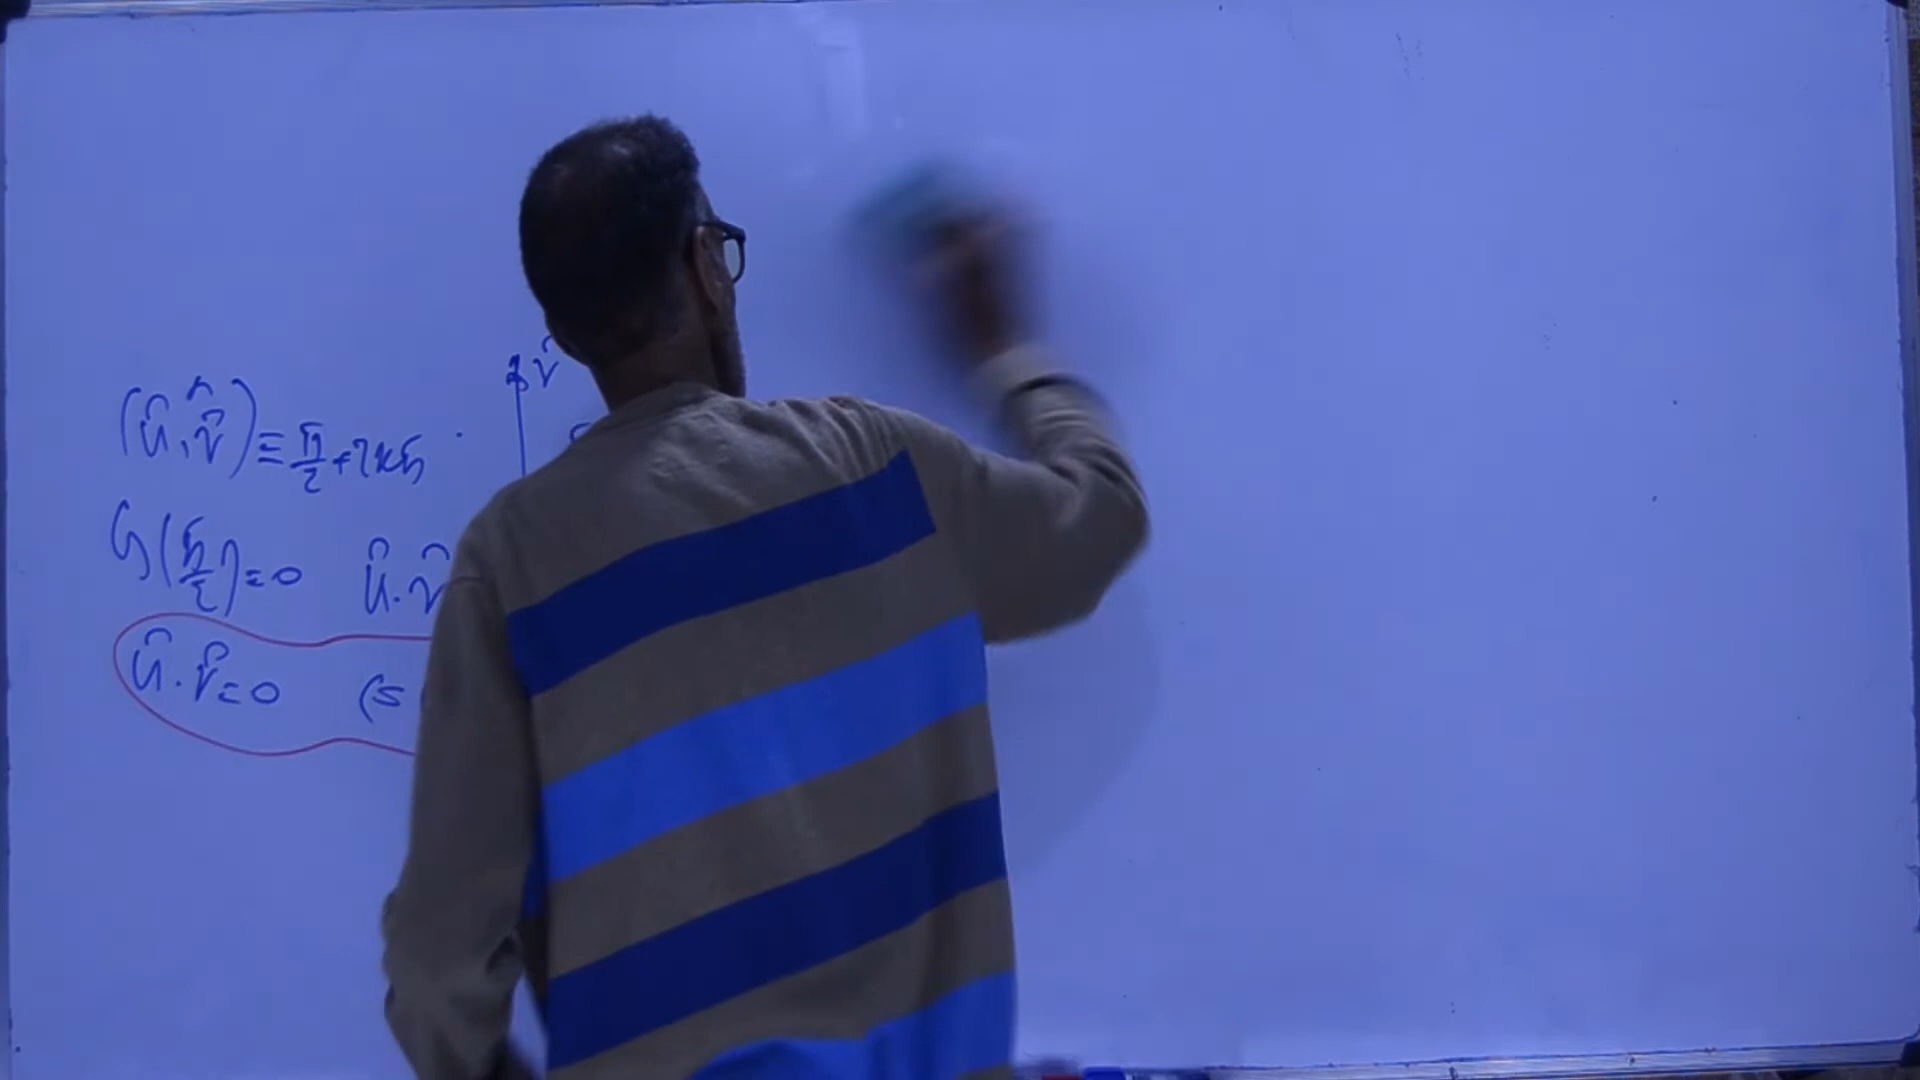 v⃗
(u⃗, v⃗) = π/2 + 2kπ
cos(π/2) = 0 u⃗ . v⃗
u⃗ . v⃗ = 0